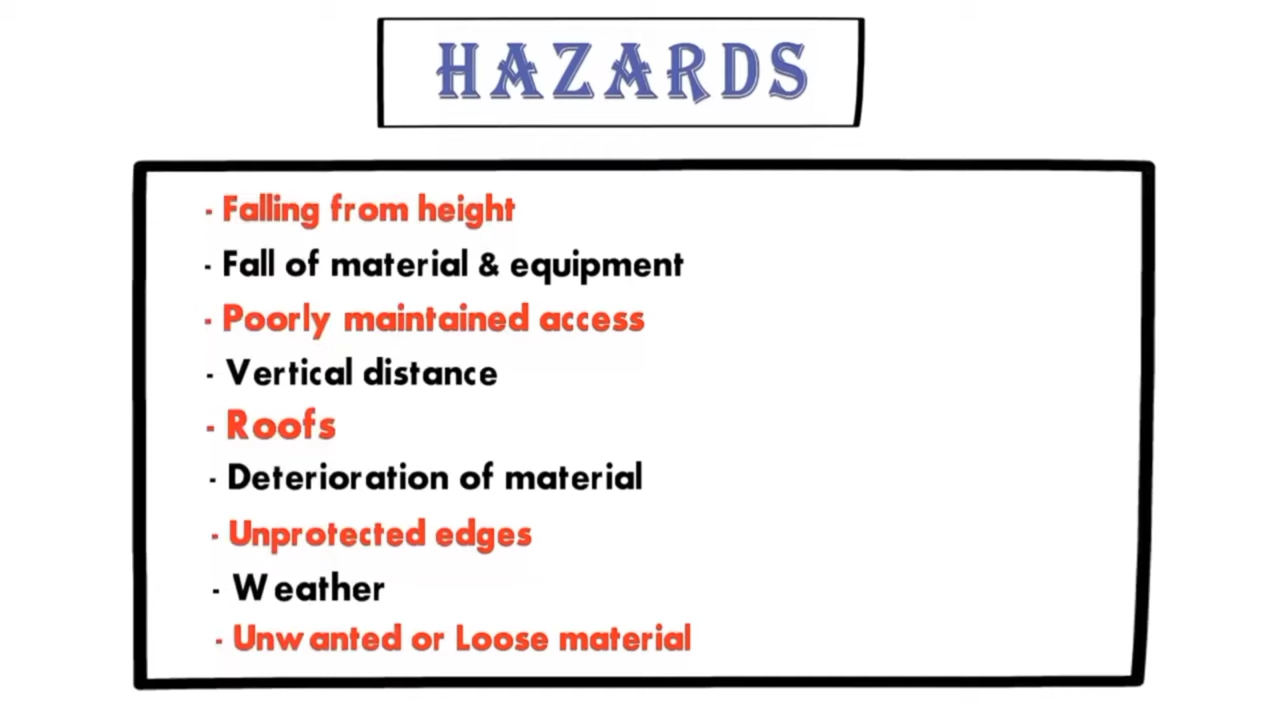 HAZARDS
- Falling from height
- Fall of material & equipment
- Poorly maintained access
- Vertical distance
- Roofs
- Deterioration of material
- Unprotected edges
- Weather
- Unwanted or Loose material